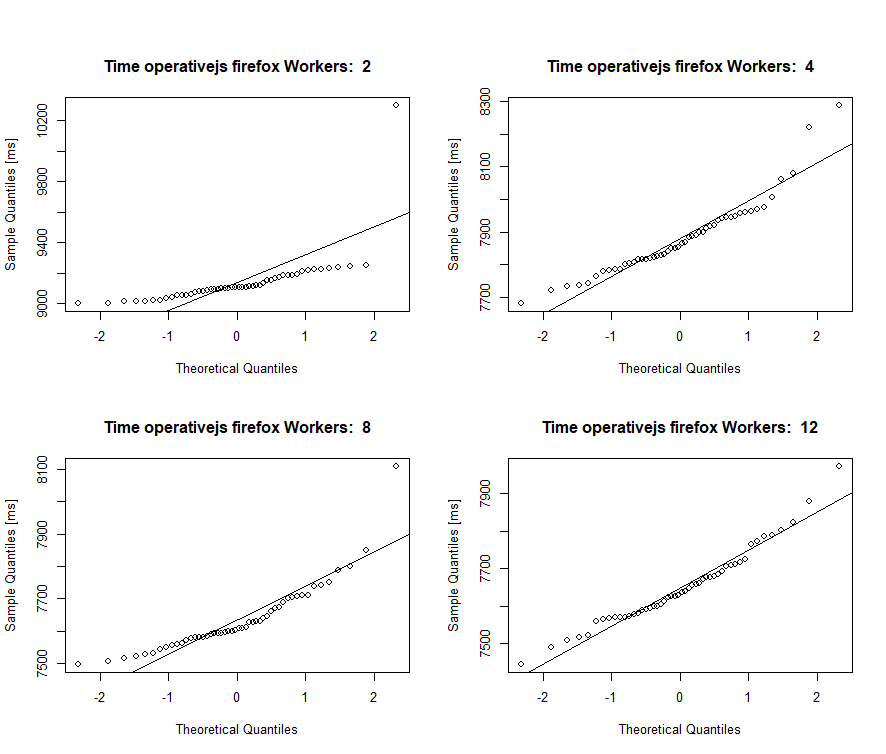 Time operativejs firefox Workers:  2
Sample Quantiles [ms]
10200
9800
9400
9000
-2 -1 0 1 2
Theoretical Quantiles
Time operativejs firefox Workers:  4
Sample Quantiles [ms]
8300
8100
7900
7700
-2 -1 0 1 2
Theoretical Quantiles
Time operativejs firefox Workers:  8
Sample Quantiles [ms]
8100
7900
7700
7500
-2 -1 0 1 2
Theoretical Quantiles
Time operativejs firefox Workers:  12
Sample Quantiles [ms]
7900
7700
7500
-2 -1 0 1 2
Theoretical Quantiles